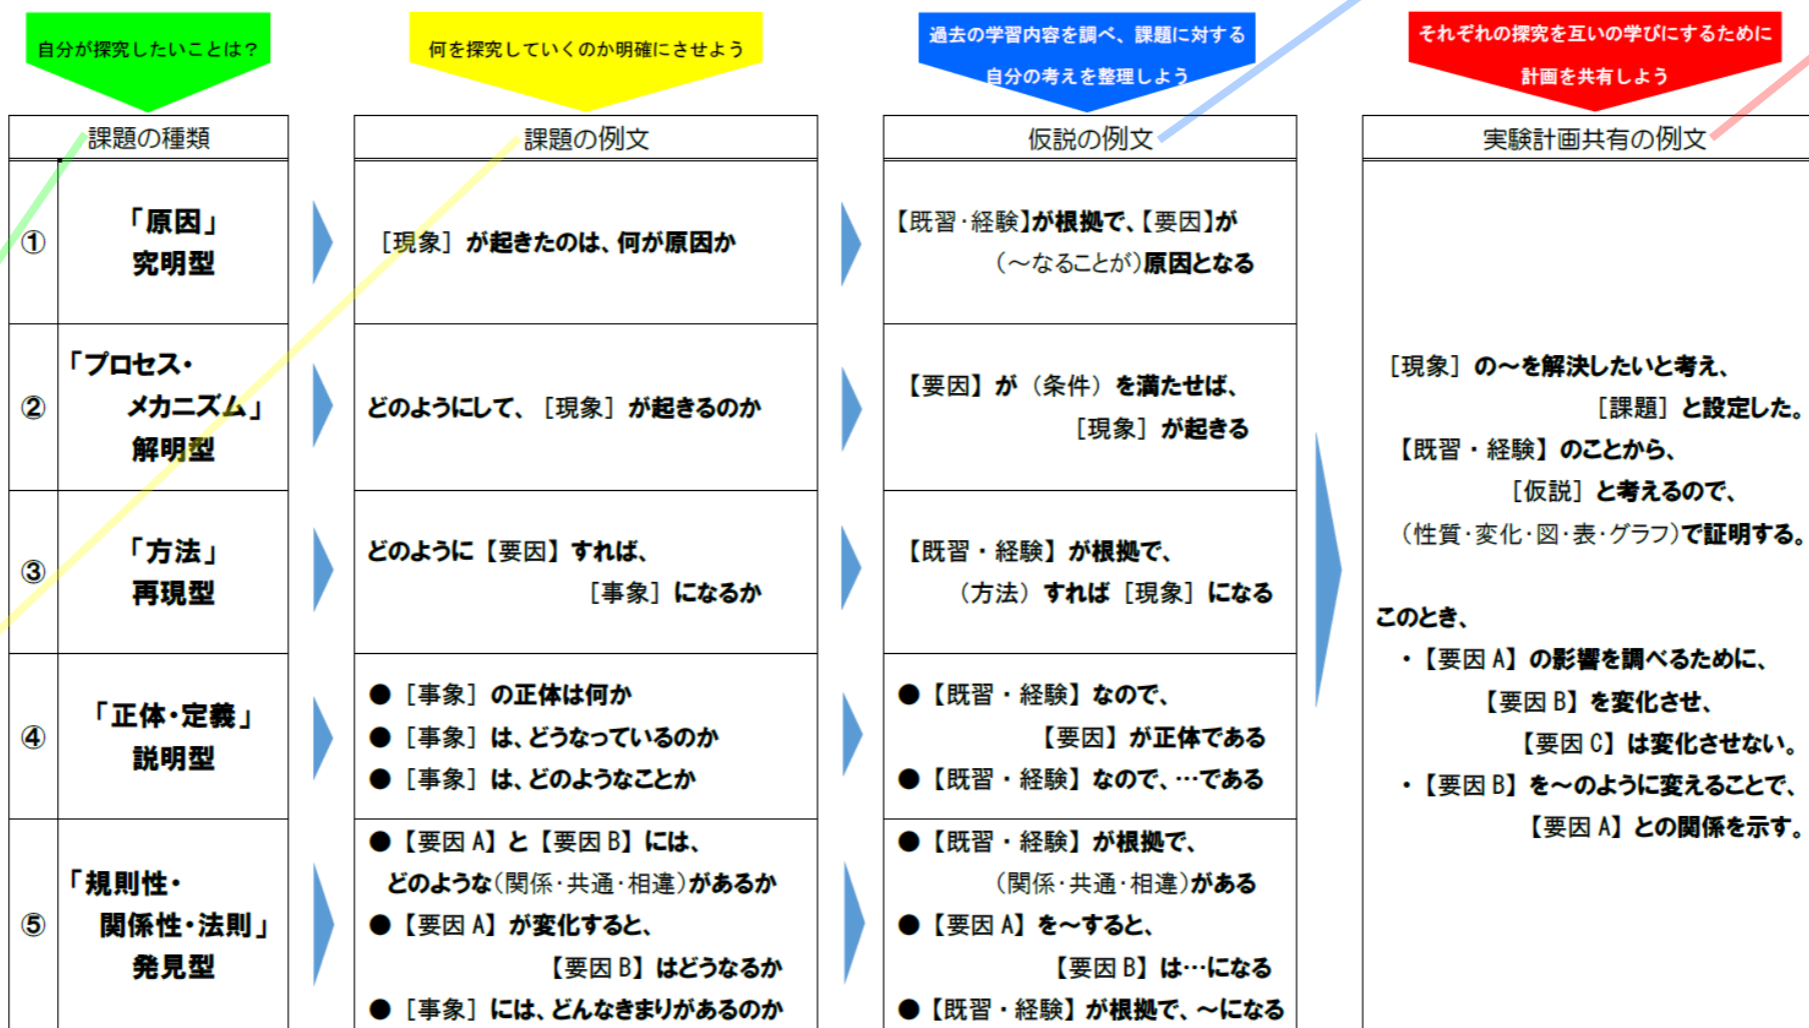 自分が探究したいことは？
何を探究していくのか明確にさせよう
過去の学習内容を調べ、課題に対する
自分の考えを整理しよう
それぞれの探究を互いの学びにするために
計画を共有しよう
課題の種類
課題の例文
仮説の例文
実験計画共有の例文
①
「原因」
究明型
［現象］が起きたのは、何が原因か
【既習・経験】が根拠で、【要因】が
（～なることが）原因となる
②
「プロセス・
メカニズム」
解明型
どのようにして、［現象］が起きるのか
【要因】が（条件）を満たせば、
［現象］が起きる
③
「方法」
再現型
どのように【要因】すれば、
［事象］になるか
【既習・経験】が根拠で、
（方法）すれば［現象］になる
④
「正体・定義」
説明型
●［事象］の正体は何か
●［事象］は、どうなっているのか
●［事象］は、どのようなことか
●【既習・経験】なので、
【要因】が正体である
●【既習・経験】なので、…である
⑤
「規則性・
関係性・法則」
発見型
●【要因 A】と【要因 B】には、
どのような（関係・共通・相違）があるか
●【要因 A】が変化すると、
【要因 B】はどうなるか
●［事象］には、どんなきまりがあるのか
●【既習・経験】が根拠で、
（関係・共通・相違）がある
●【要因 A】を～すると、
【要因 B】は…になる
●【既習・経験】が根拠で、～になる
［現象］の～を解決したいと考え、
［課題］と設定した。
【既習・経験】のことから、
［仮説］と考えるので、
（性質・変化・図・表・グラフ）で証明する。
このとき、
・【要因 A】の影響を調べるために、
【要因 B】を変化させ、
【要因 C】は変化させない。
・【要因 B】を～のように変えることで、
【要因 A】との関係を示す。